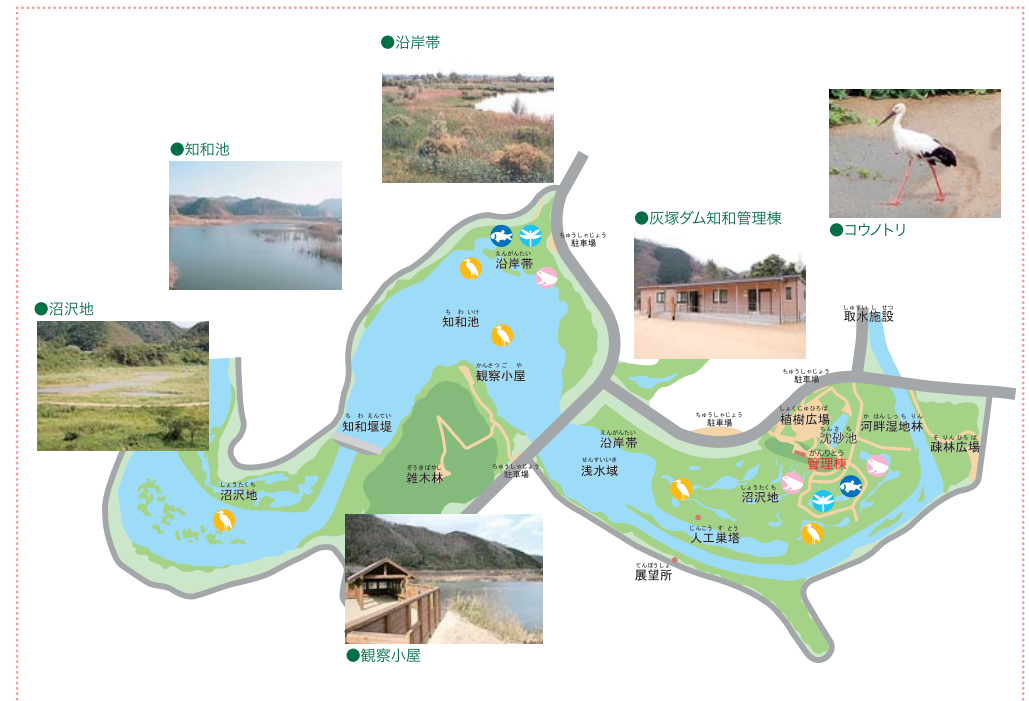 ●沿岸帯
●知和池
●灰塚ダム知和管理棟
●コウノトリ
●沼沢地
ちゅうしゃじょう
駐車場
えんがんたい
沿岸帯
ち わ いけ
知和池
かんさつ ご や
観察小屋
ち わ えんてい
知和堰堤
ぞうきばやし
雑木林
ちゅうしゃじょう
駐車場
しょうたくち
沼沢地
しゅすい し せつ
取水施設
ちゅうしゃじょう
駐車場
ちゅうしゃじょう
駐車場
しょくじゅひろば
植樹広場
ちん さ ち
沈砂池
か はん しっ ち りん
河畔湿地林
そ りん ひろ ば
疎林広場
かんりとう
管理棟
えんがんたい
沿岸帯
せんすいいき
浅水域
しょうたくち
沼沢地
じんこう す とう
人工巣塔
てんぼうしょ
展望所
●観察小屋